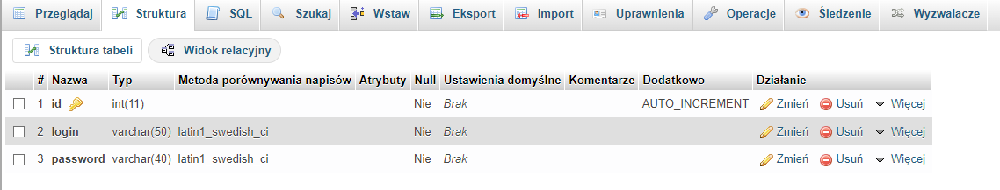 Przeglądaj Struktura SQL Szukaj Wstaw Eksport Import Uprawnienia Operacje Śledzenie Wyzwalacze
Struktura tabeli Widok relacyjny
# Nazwa Typ Metoda porównywania napisów Atrybuty Null Ustawienia domyślne Komentarze Dodatkowo Działanie
1 id int(11) Nie Brak AUTO_INCREMENT Zmień Usuń Więcej
2 login varchar(50) latin1_swedish_ci Nie Brak Zmień Usuń Więcej
3 password varchar(40) latin1_swedish_ci Nie Brak Zmień Usuń Więcej